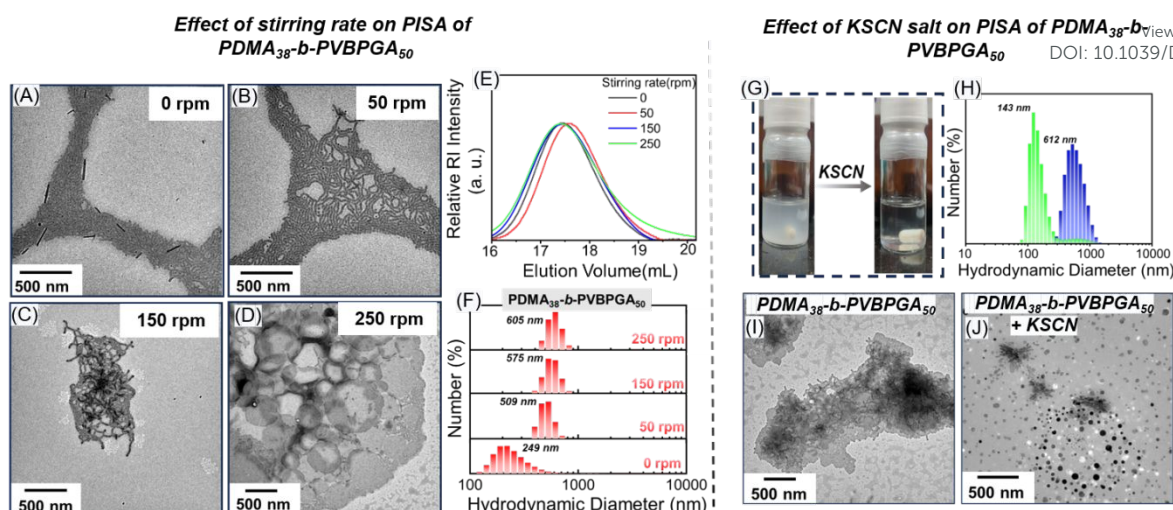 Effect of stirring rate on PISA of
PDMA38-b-PVBPGA50
(A)
0 rpm
500 nm
(B)
50 rpm
500 nm
(C)
150 rpm
500 nm
(D)
250 rpm
500 nm
(E)
Relative RI Intensity
(a. u.)
Stirring rate(rpm)
0
50
150
250
16 17 18 19 20
Elution Volume(mL)
(F)
PDMA38-b-PVBPGA50
Number (%)
605 nm
250 rpm
575 nm
150 rpm
509 nm
50 rpm
249 nm
0 rpm
100 1000 10000
Hydrodynamic Diameter (nm)
Effect of KSCN salt on PISA of PDMA38-b-
PVBPGA50
View
DOI: 10.1039/D
(G)
KSCN
(H)
Number (%)
143 nm
612 nm
10 100 1000 10000
Hydrodynamic Diameter (nm)
PDMA38-b-PVBPGA50
(I)
500 nm
PDMA38-b-PVBPGA50
(J)
+ KSCN
500 nm